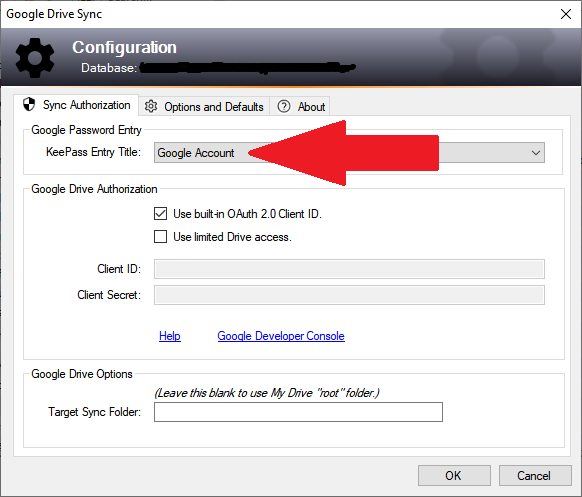 Google Drive Sync
Configuration
Database:
Sync Authorization
Options and Defaults
About
Google Password Entry
KeePass Entry Title:
Google Account
Google Drive Authorization
Use built-in OAuth 2.0 Client ID.
Use limited Drive access.
Client ID:
Client Secret:
Help
Google Developer Console
Google Drive Options
(Leave this blank to use My Drive "root" folder.)
Target Sync Folder:
OK
Cancel